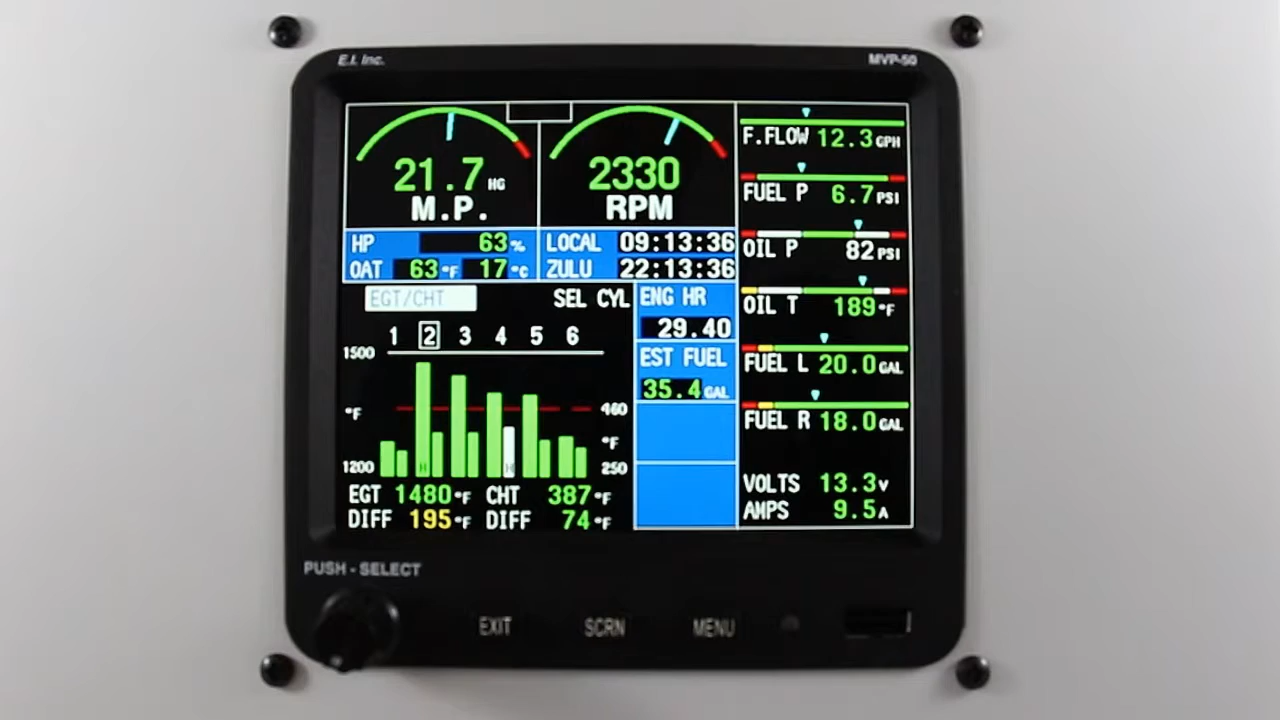 E.I. Inc. MVP-50
21.7 HG
M.P.
2330
RPM
HP 63%
OAT 63°F 17°C
LOCAL 09:13:36
ZULU 22:13:36
EGT/CHT SEL CYL
1 2 3 4 5 6
1500
°F 460
°F
1200 250
H H
EGT 1480°F CHT 387°F
DIFF 195°F DIFF 74°F
ENG HR
29.40
EST FUEL
35.4 GAL
F.FLOW 12.3 GPH
FUEL P 6.7 PSI
OIL P 82 PSI
OIL T 189°F
FUEL L 20.0 GAL
FUEL R 18.0 GAL
VOLTS 13.3 V
AMPS 9.5 A
PUSH - SELECT
EXIT SCRN MENU